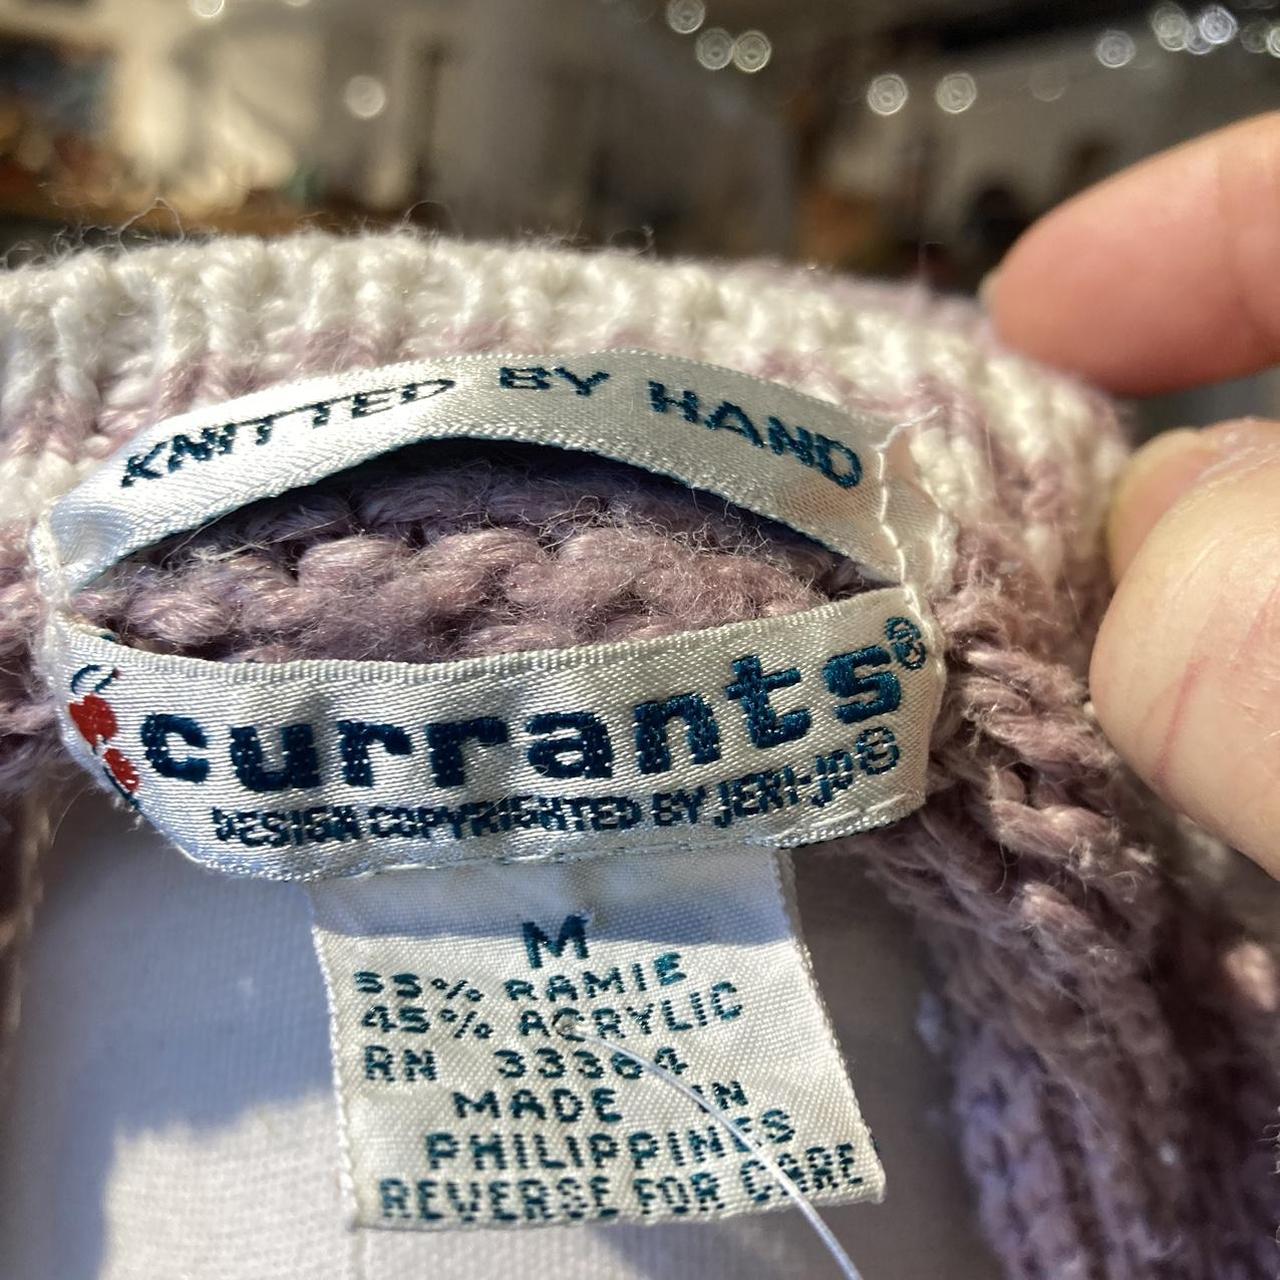 KNITTED BY HAND
currants®
DESIGN COPYRIGHTED BY JERI-JO®
M
55% RAMIE
45% ACRYLIC
RN 33364
MADE IN
PHILIPPINES
REVERSE FOR CARE